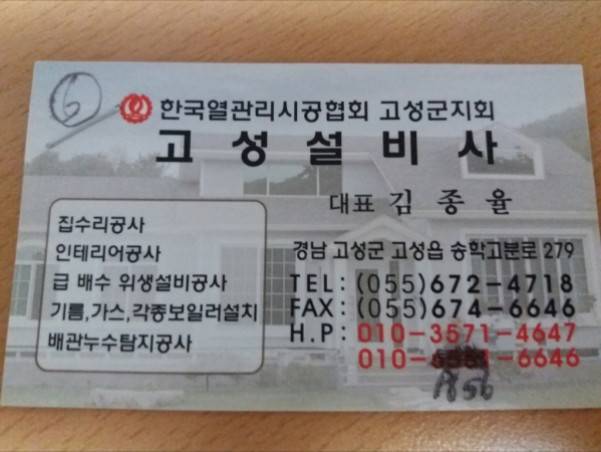 6
한국열관리시공협회 고성군지회
고성설비사
대표 김종율
집수리공사
인테리어공사
급 배수 위생설비공사
기름,가스,각종보일러설치
배관누수탐지공사
경남 고성군 고성읍 송학고분로 279
TEL:(055)672-4718
FAX:(055)674-6646
H.P:010-3571-4647
010- -6646